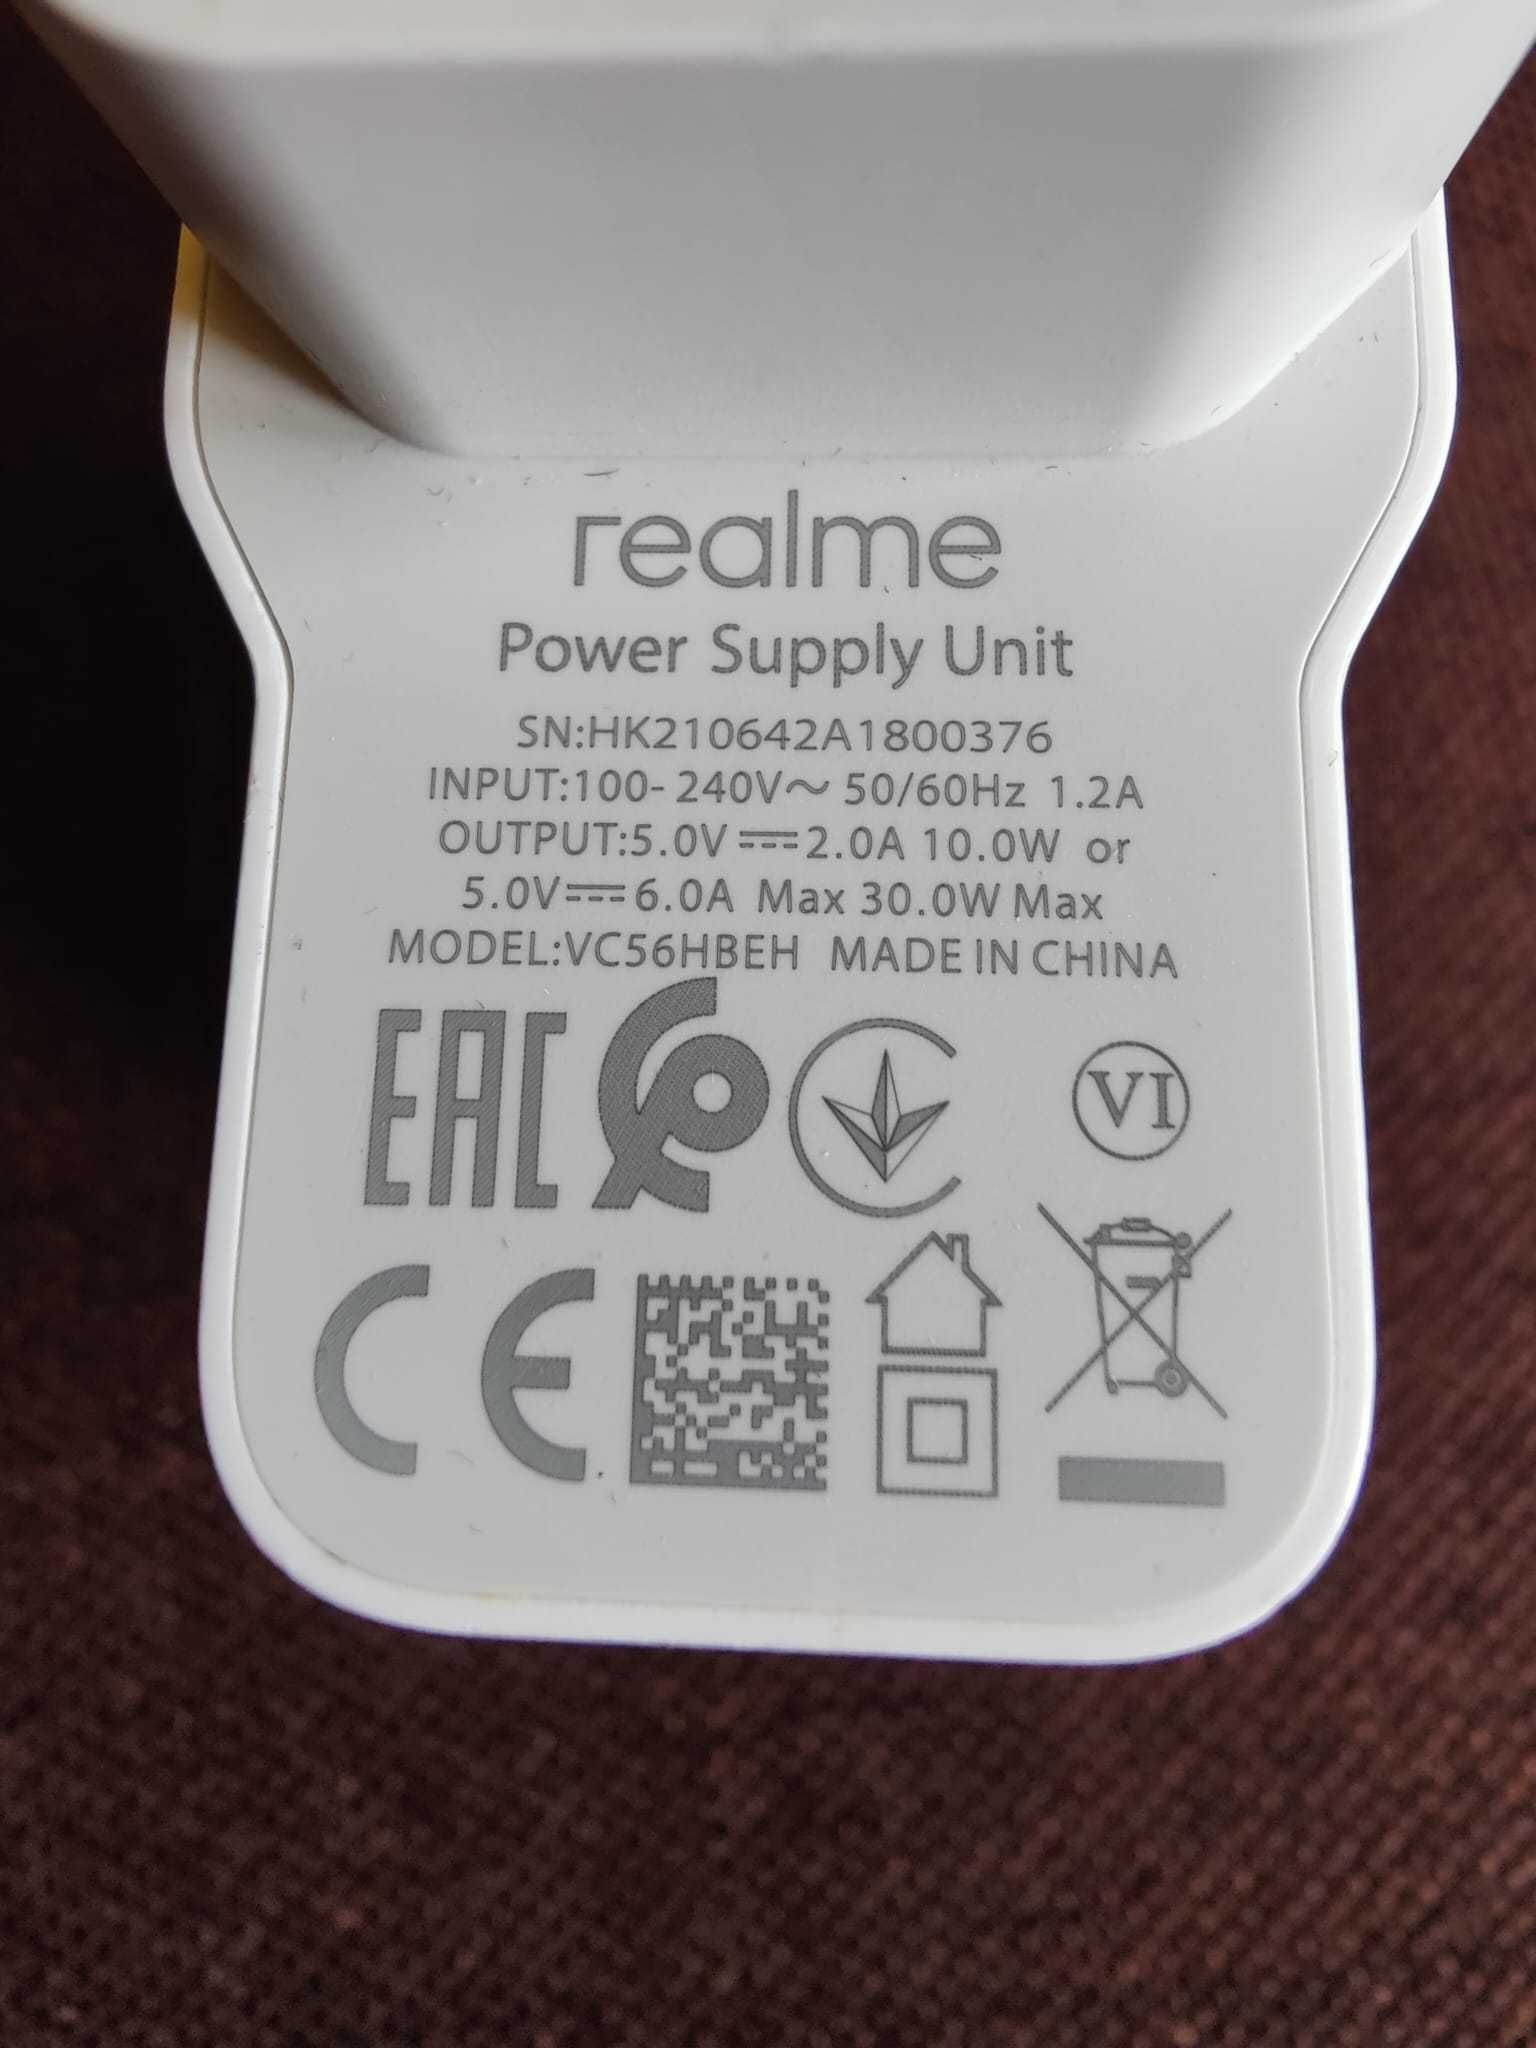 realme
Power Supply Unit
SN:HK210642A1800376
INPUT:100-240V~ 50/60Hz 1.2A
OUTPUT:5.0V⎓2.0A 10.0W or
5.0V⎓6.0A Max 30.0W Max
MODEL:VC56HBEH MADE IN CHINA
EAC
VI
CE